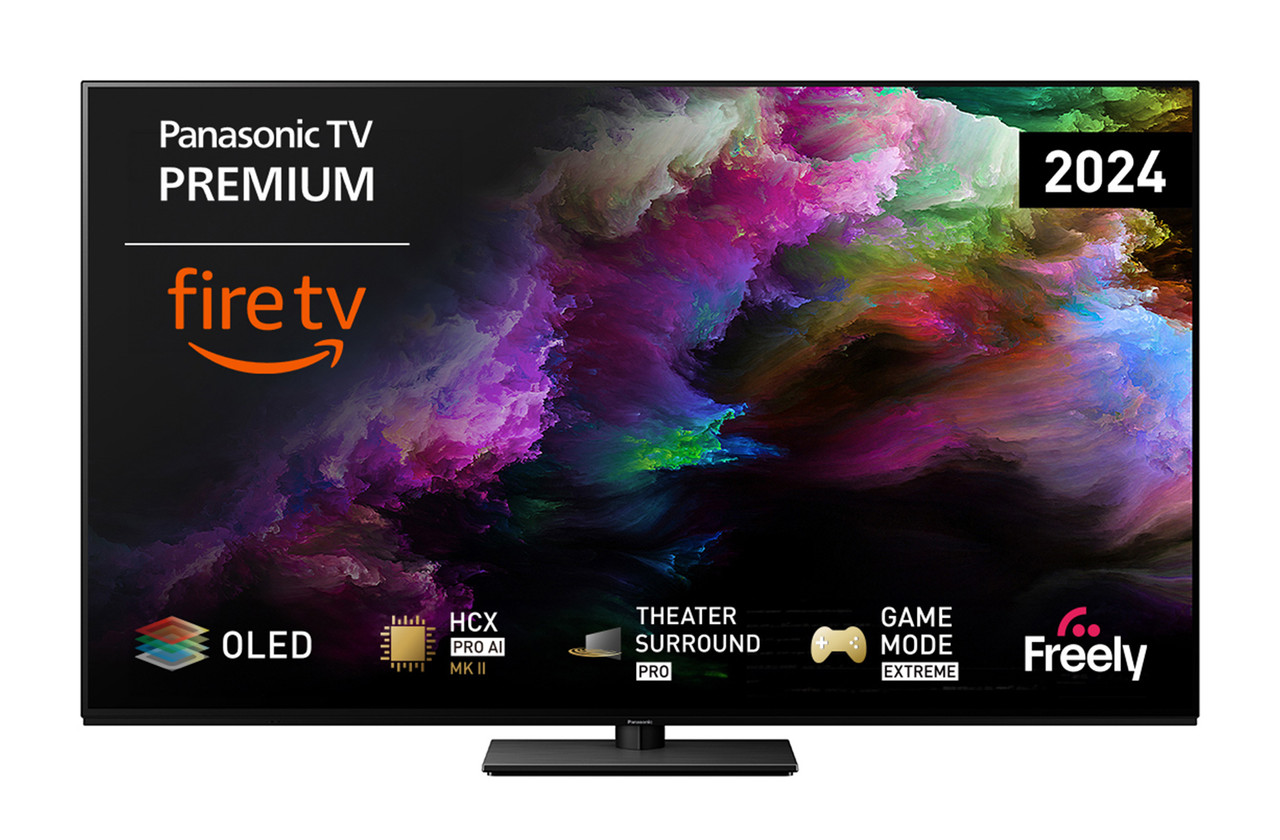 Panasonic TV
PREMIUM
2024
fire tv
OLED
HCX
PRO AI
MK II
THEATER
SURROUND
PRO
GAME
MODE
EXTREME
Freely
Panasonic